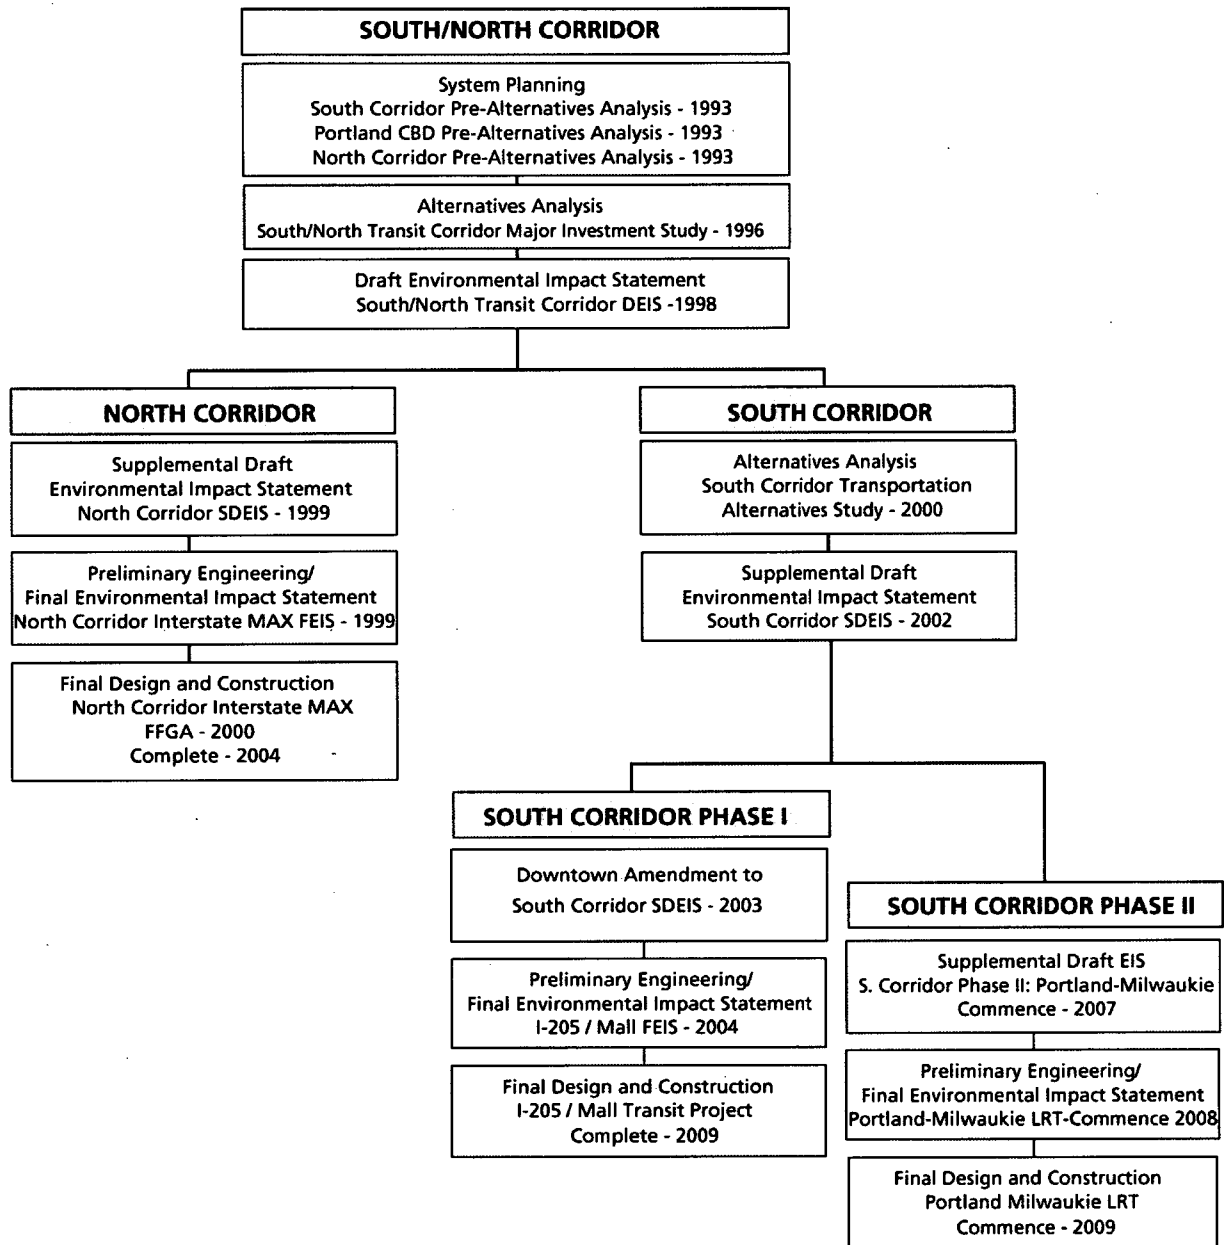 SOUTH/NORTH CORRIDOR
System Planning
South Corridor Pre-Alternatives Analysis - 1993
Portland CBD Pre-Alternatives Analysis - 1993
North Corridor Pre-Alternatives Analysis - 1993
Alternatives Analysis
South/North Transit Corridor Major Investment Study - 1996
Draft Environmental Impact Statement
South/North Transit Corridor DEIS -1998
NORTH CORRIDOR
Supplemental Draft
Environmental Impact Statement
North Corridor SDEIS - 1999
Preliminary Engineering/
Final Environmental Impact Statement
North Corridor Interstate MAX FEIS - 1999
Final Design and Construction
North Corridor Interstate MAX
FFGA - 2000
Complete - 2004
SOUTH CORRIDOR
Alternatives Analysis
South Corridor Transportation
Alternatives Study - 2000
Supplemental Draft
Environmental Impact Statement
South Corridor SDEIS - 2002
SOUTH CORRIDOR PHASE I
Downtown Amendment to
South Corridor SDEIS - 2003
Preliminary Engineering/
Final Environmental Impact Statement
I-205 / Mall FEIS - 2004
Final Design and Construction
I-205 / Mall Transit Project
Complete - 2009
SOUTH CORRIDOR PHASE II
Supplemental Draft EIS
S. Corridor Phase II: Portland-Milwaukie
Commence - 2007
Preliminary Engineering/
Final Environmental Impact Statement
Portland-Milwaukie LRT-Commence 2008
Final Design and Construction
Portland Milwaukie LRT
Commence - 2009